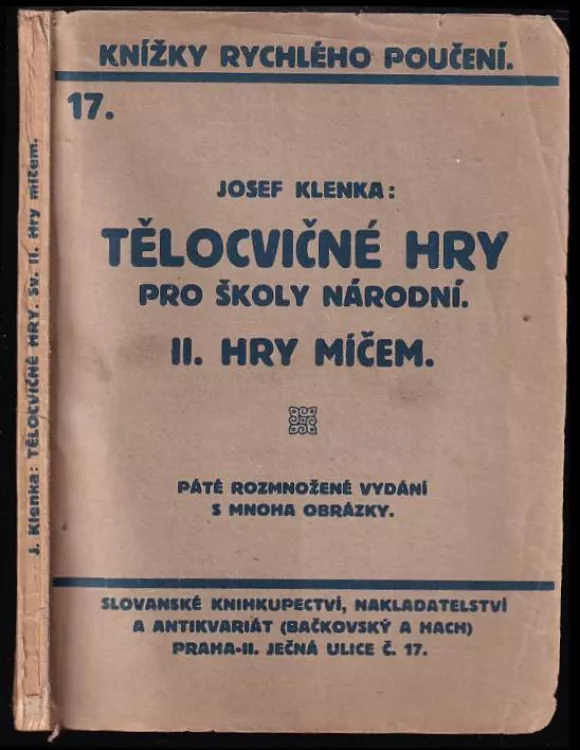 KNÍŽKY RYCHLÉHO POUČENÍ.
17.
JOSEF KLENKA:
TĚLOCVIČNÉ HRY
PRO ŠKOLY NÁRODNÍ.
II. HRY MÍČEM.
PÁTÉ ROZMNOŽENÉ VYDÁNÍ
S MNOHA OBRÁZKY.
SLOVANSKÉ KNIHKUPECTVÍ, NAKLADATELSTVÍ
A ANTIKVARIÁT (BAČKOVSKÝ A HACH)
PRAHA-II. JEČNÁ ULICE Č. 17.
J. Klenka: TĚLOCVIČNÉ HRY. Sv. II. Hry míčem.